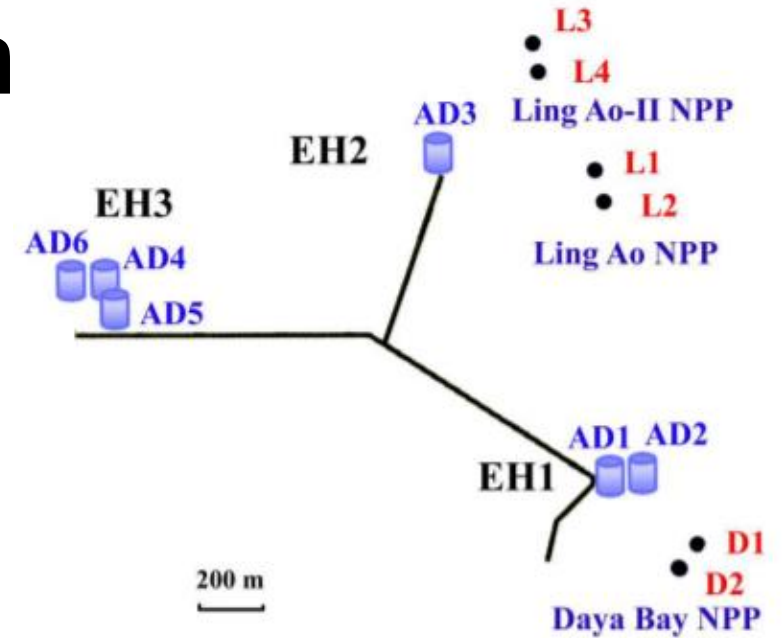 n
L3
L4
Ling Ao-II NPP
AD3
EH2
L1
L2
Ling Ao NPP
EH3
AD6
AD4
AD5
AD1 AD2
EH1
D1
D2
Daya Bay NPP
200 m